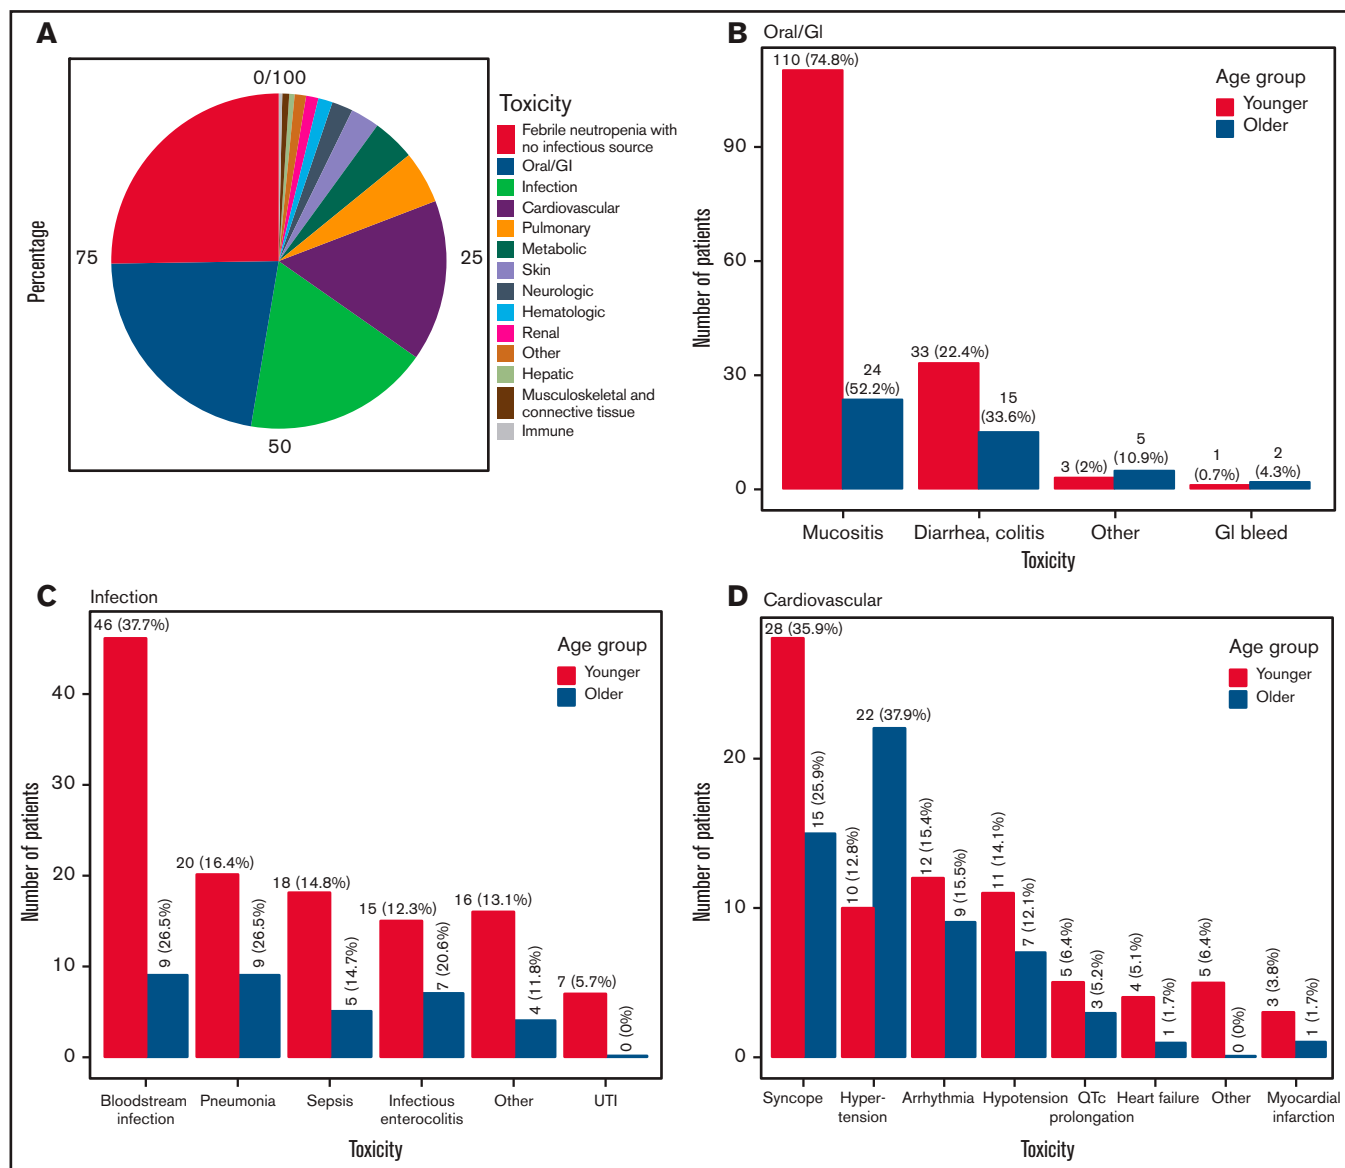 A
0/100
75
25
50
Percentage
Toxicity
Febrile neutropenia with
no infectious source
Oral/GI
Infection
Cardiovascular
Pulmonary
Metabolic
Skin
Neurologic
Hematologic
Renal
Other
Hepatic
Musculoskeletal and
connective tissue
Immune
B
Oral/GI
110 (74.8%)
Age group
Younger
Older
90
60
30
0
Number of patients
24
(52.2%)
33 (22.4%)
15
(33.6%)
3 (2%)
5
(10.9%)
1
(0.7%)
2
(4.3%)
Mucositis
Diarrhea, colitis
Other
GI bleed
Toxicity
C
Infection
46 (37.7%)
Age group
Younger
Older
40
30
20
10
0
Number of patients
9 (26.5%)
20 (16.4%)
9 (26.5%)
18 (14.8%)
5 (14.7%)
15 (12.3%)
7 (20.6%)
16 (13.1%)
4 (11.8%)
7 (5.7%)
0 (0%)
Bloodstream
infection
Pneumonia
Sepsis
Infectious
enterocolitis
Other
UTI
Toxicity
D
Cardiovascular
28 (35.9%)
Age group
Younger
Older
20
10
0
Number of patients
15 (25.9%)
10 (12.8%)
22 (37.9%)
12 (15.4%)
9 (15.5%)
11 (14.1%)
7 (12.1%)
5 (6.4%)
3 (5.2%)
4 (5.1%)
1 (1.7%)
5 (6.4%)
0 (0%)
3 (3.8%)
1 (1.7%)
Syncope
Hyper-
tension
Arrhythmia
Hypotension
QTc
prolongation
Heart failure
Other
Myocardial
infarction
Toxicity